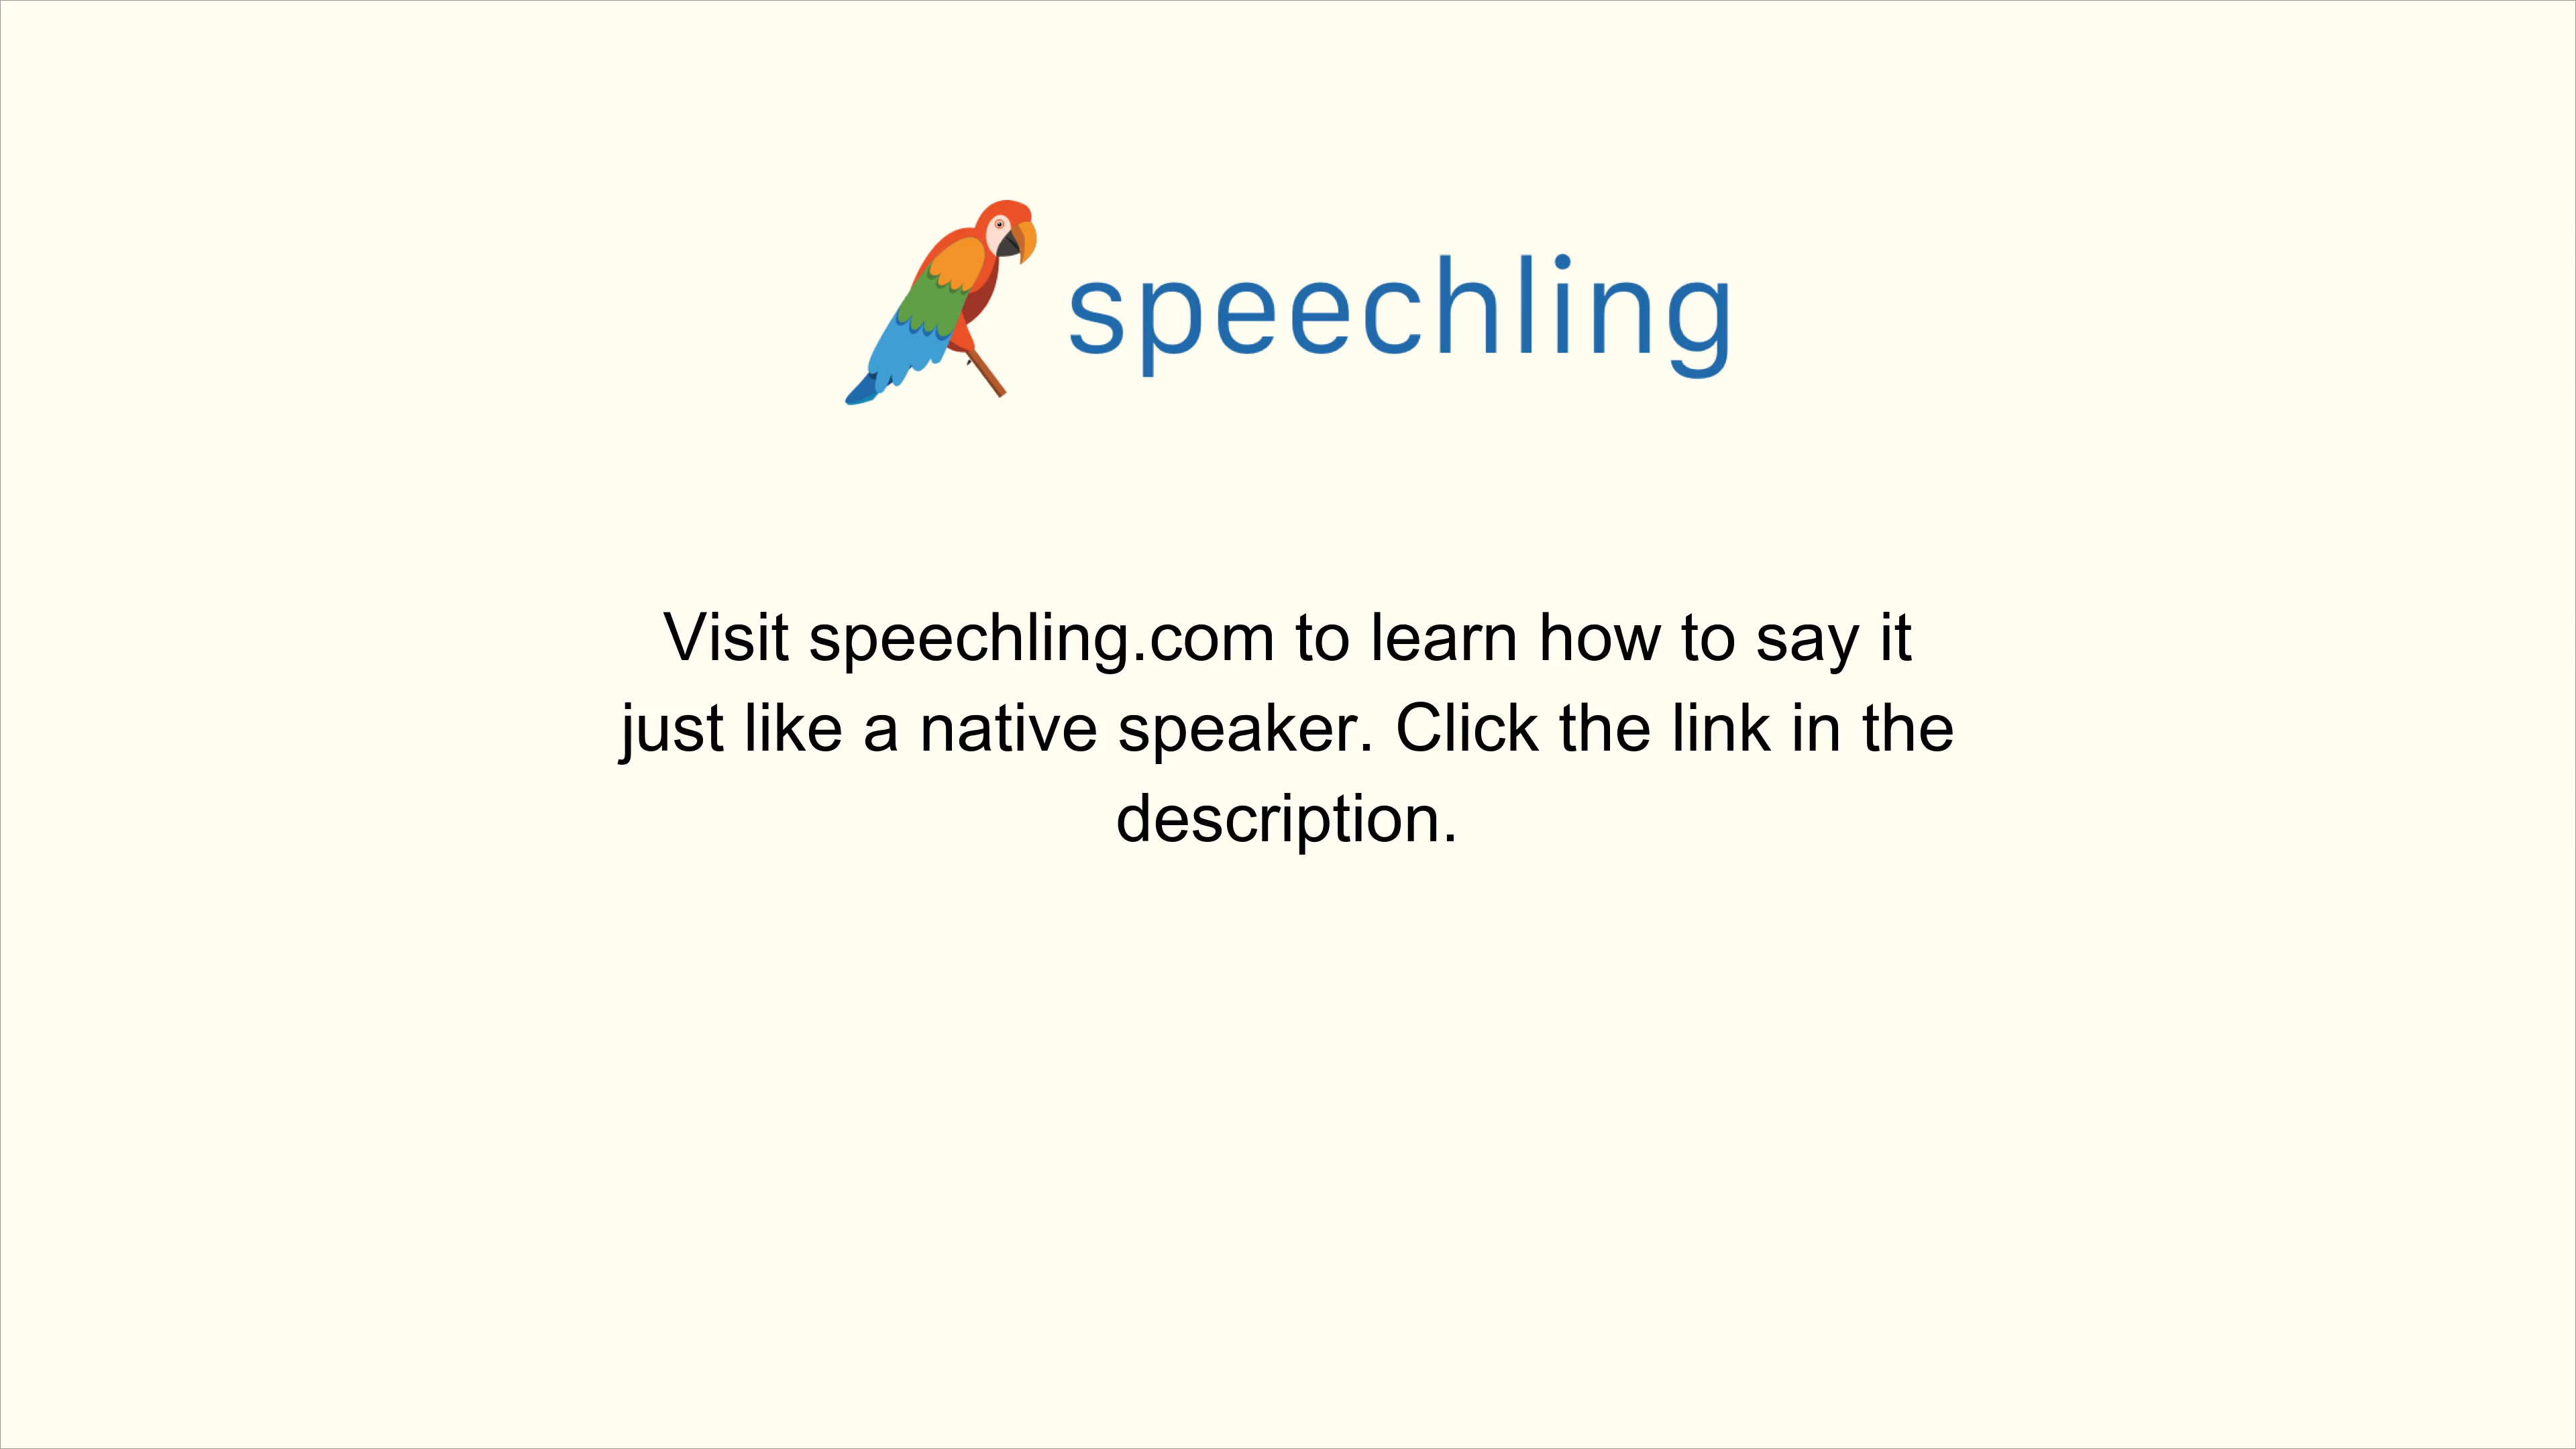 speechling
Visit speechling.com to learn how to say it
just like a native speaker. Click the link in the
description.